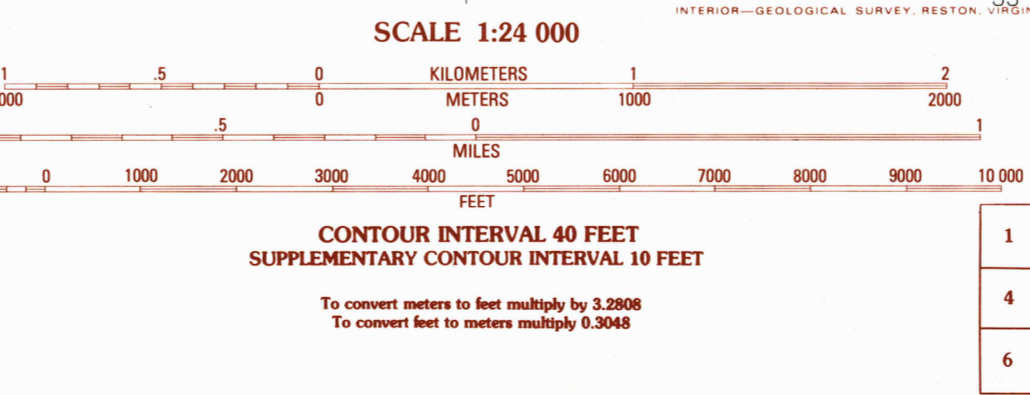 INTERIOR—GEOLOGICAL SURVEY, RESTON,
SCALE 1:24 000
1 .5 0 KILOMETERS 1 2
000 0 METERS 1000 2000
.5 0 1
MILES
0 1000 2000 3000 4000 5000 6000 7000 8000 9000 10 000
FEET
CONTOUR INTERVAL 40 FEET
SUPPLEMENTARY CONTOUR INTERVAL 10 FEET
To convert meters to feet multiply by 3.2808
To convert feet to meters multiply 0.3048
1
4
6